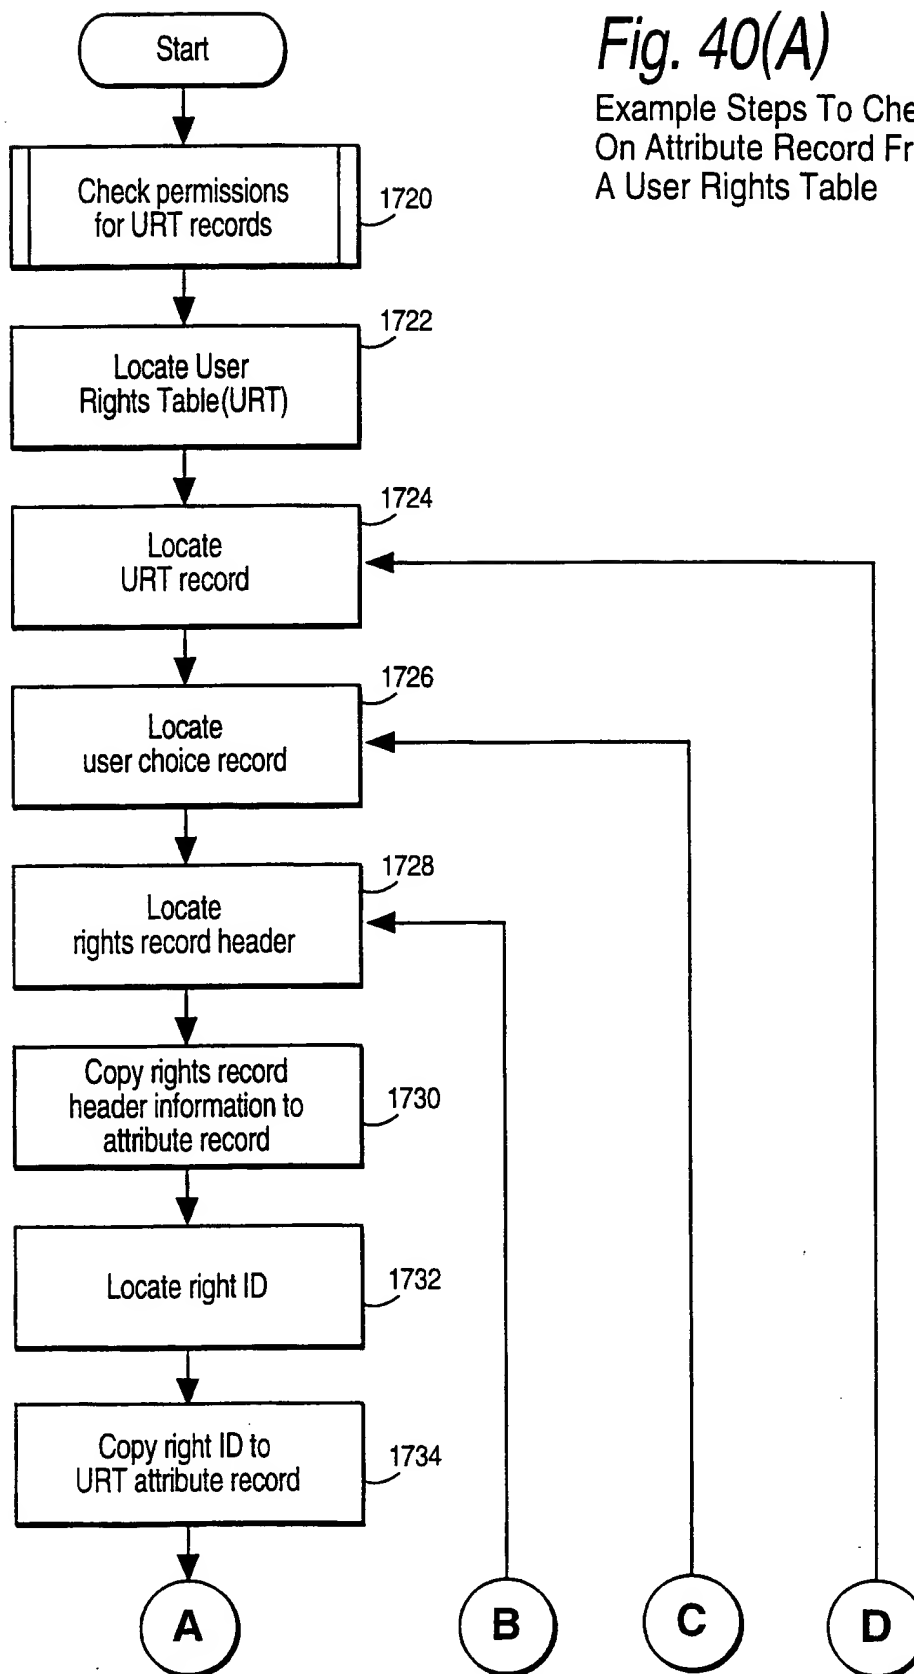 Fig. 40(A)
Example Steps To Che
On Attribute Record Fr
A User Rights Table
Start
Check permissions
for URT records
1720
1722
Locate User
Rights Table(URT)
1724
Locate
URT record
1726
Locate
user choice record
1728
Locate
rights record header
Copy rights record
header information to
attribute record
1730
Locate right ID
1732
Copy right ID to
URT attribute record
1734
A
B
C
D